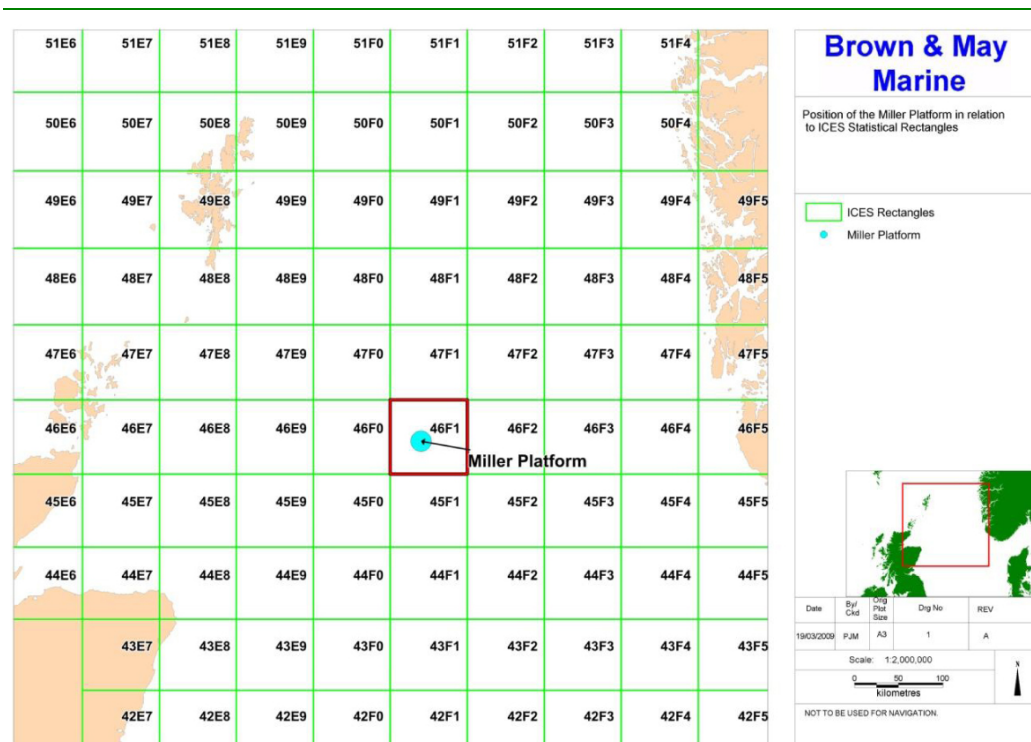 51E6 51E7 51E8 51E9 51F0 51F1 51F2 51F3 51F4
50E6 50E7 50E8 50E9 50F0 50F1 50F2 50F3 50F4
49E6 49E7 49E8 49E9 49F0 49F1 49F2 49F3 49F4 49F5
48E6 48E7 48E8 48E9 48F0 48F1 48F2 48F3 48F4 48F5
47E6 47E7 47E8 47E9 47F0 47F1 47F2 47F3 47F4 47F5
46E6 46E7 46E8 46E9 46F0 46F1 46F2 46F3 46F4 46F5
Miller Platform
45E6 45E7 45E8 45E9 45F0 45F1 45F2 45F3 45F4 45F5
44E6 44E7 44E8 44E9 44F0 44F1 44F2 44F3 44F4 44F5
43E7 43E8 43E9 43F0 43F1 43F2 43F3 43F4 43F5
42E7 42E8 42E9 42F0 42F1 42F2 42F3 42F4 42F5
Brown & May
Marine
Position of the Miller Platform in relation
to ICES Statistical Rectangles
ICES Rectangles
Miller Platform
Date By/ Ckd Orig Plot Size Drg No REV
19/03/2009 PJM A3 1 A
Scale: 1:2,000,000
N
0 50 100
kilometres
NOT TO BE USED FOR NAVIGATION.